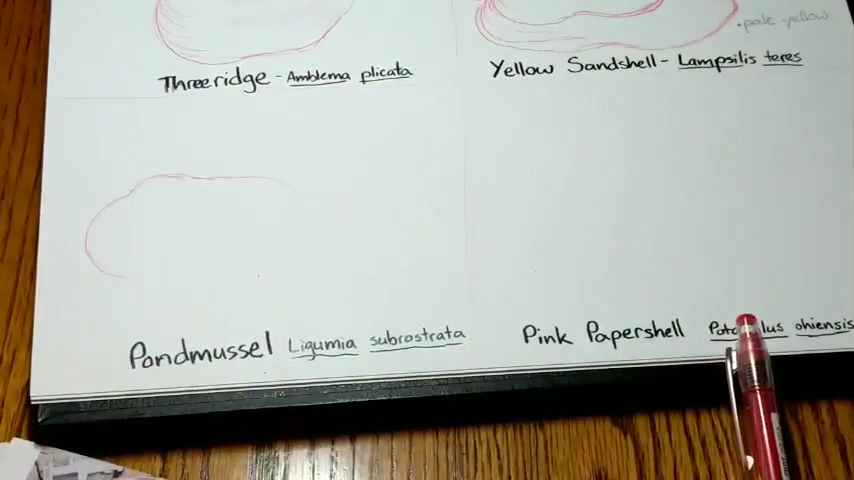 • pale yellow
Threeridge - Amblema plicata
Yellow Sandshell - Lampsilis teres
Pondmussel Ligumia subrostrata
Pink Papershell ohiensis